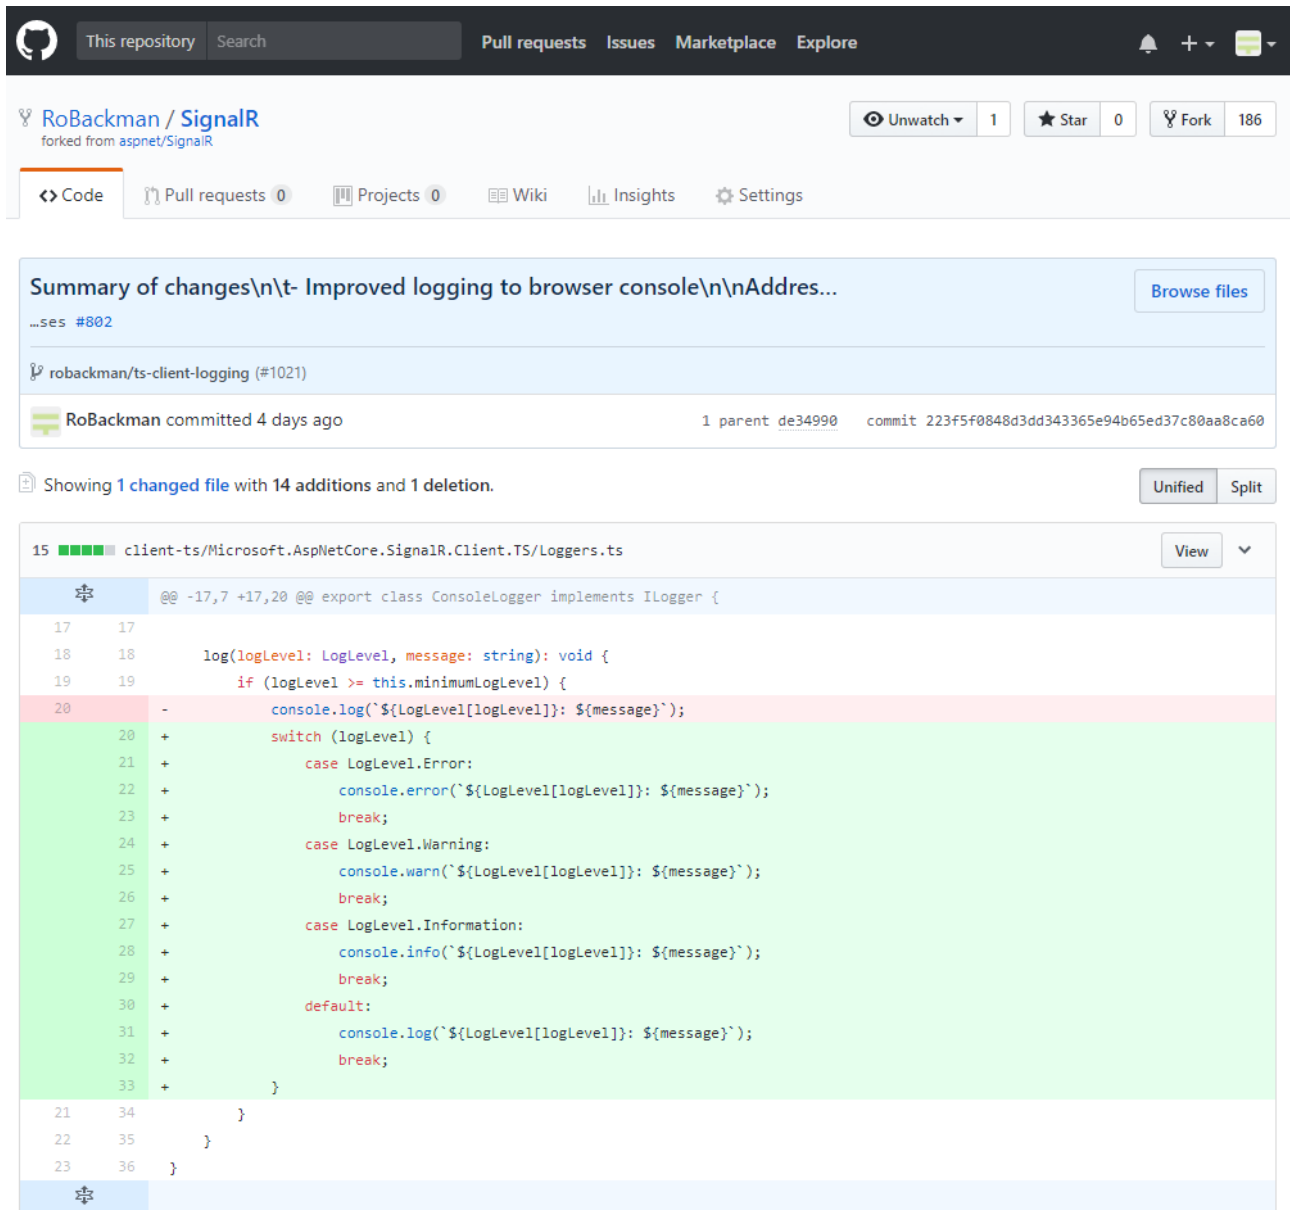 This repository Search Pull requests Issues Marketplace Explore
RoBackman / SignalR Unwatch 1 Star 0 Fork 186
forked from aspnet/SignalR
Code Pull requests 0 Projects 0 Wiki Insights Settings
Summary of changes\n\t- Improved logging to browser console\n\nAddres... Browse files
…ses #802
robackman/ts-client-logging (#1021)
RoBackman committed 4 days ago 1 parent de34990 commit 223f5f0848d3dd343365e94b65ed37c80aa8ca60
Showing 1 changed file with 14 additions and 1 deletion. Unified Split
15 client-ts/Microsoft.AspNetCore.SignalR.Client.TS/Loggers.ts View
@@ -17,7 +17,20 @@ export class ConsoleLogger implements ILogger {
17 17
18 18 log(logLevel: LogLevel, message: string): void {
19 19 if (logLevel >= this.minimumLogLevel) {
20 - console.log(`${LogLevel[logLevel]}: ${message}`);
20 + switch (logLevel) {
21 + case LogLevel.Error:
22 + console.error(`${LogLevel[logLevel]}: ${message}`);
23 + break;
24 + case LogLevel.Warning:
25 + console.warn(`${LogLevel[logLevel]}: ${message}`);
26 + break;
27 + case LogLevel.Information:
28 + console.info(`${LogLevel[logLevel]}: ${message}`);
29 + break;
30 + default:
31 + console.log(`${LogLevel[logLevel]}: ${message}`);
32 + break;
33 + }
21 34 }
22 35 }
23 36 }